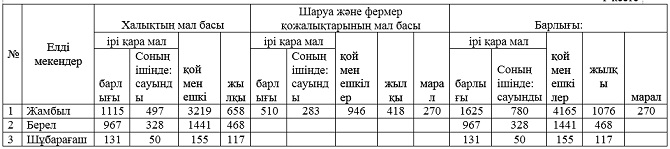 № Елді мекендер Халықтың мал басы Шаруа және фермер қожалықтарының мал басы Барлығы:
ірі қара мал қой мен ешкі жылқы ірі қара мал қой мен ешкілер жылқы марал ірі қара мал қой мен ешкілер жылқы марал
барлығы Соның ішінде: сауынды барлығы Соның ішінде: сауынды барлығы Соның ішінде: сауынды
1 Жамбыл 1115 497 3219 658 510 283 946 418 270 1625 780 4165 1076 270
2 Берел 967 328 1441 468 967 328 1441 468
3 Шұбарағаш 131 50 155 117 131 50 155 117